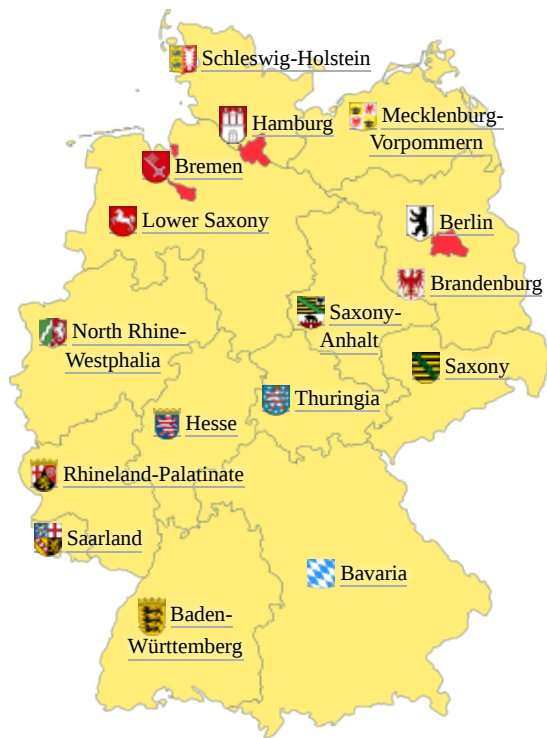 Schleswig-Holstein
Hamburg
Mecklenburg-
Vorpommern
Bremen
Lower Saxony
Berlin
Brandenburg
North Rhine-
Westphalia
Saxony-
Anhalt
Saxony
Thuringia
Hesse
Rhineland-Palatinate
Saarland
Bavaria
Baden-
Württemberg